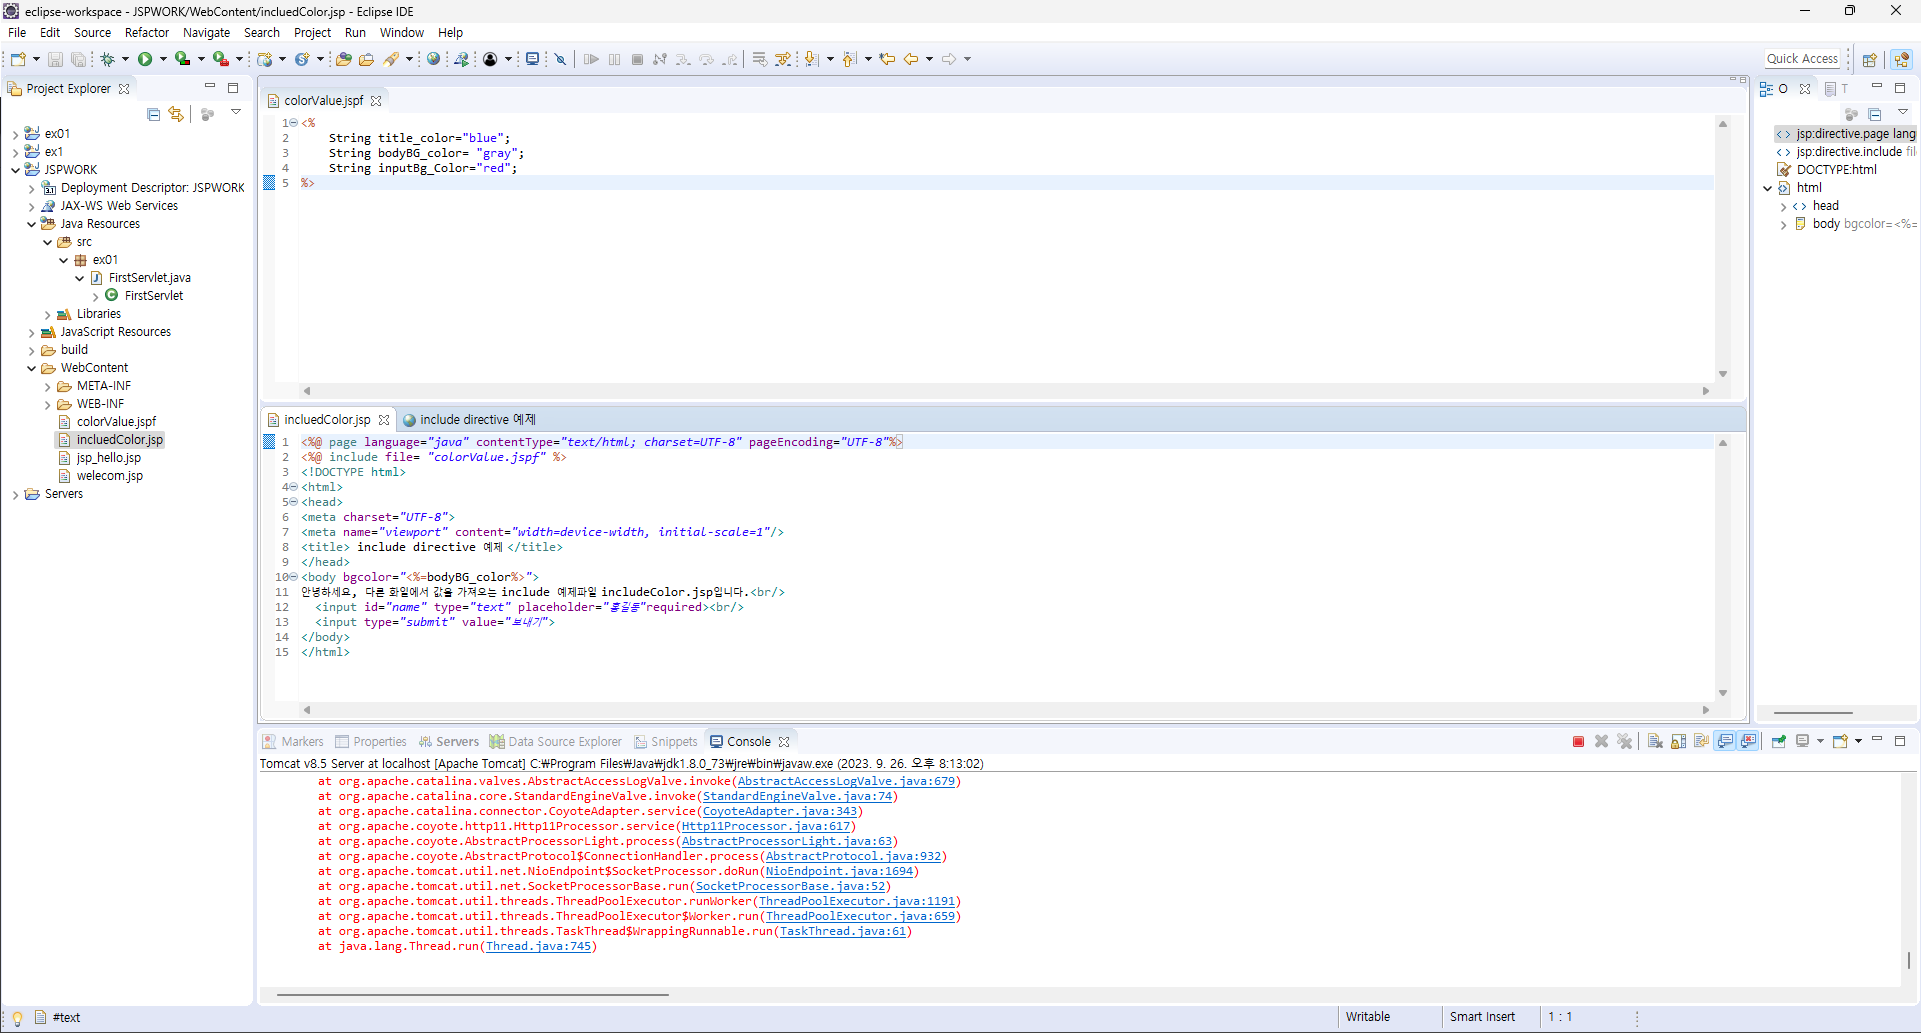 eclipse-workspace - JSPWORK/WebContent/incluedColor.jsp - Eclipse IDE
File Edit Source Refactor Navigate Search Project Run Window Help
Quick Access
Project Explorer
ex01
ex1
JSPWORK
Deployment Descriptor: JSPWORK
JAX-WS Web Services
Java Resources
src
ex01
FirstServlet.java
FirstServlet
Libraries
JavaScript Resources
build
WebContent
META-INF
WEB-INF
colorValue.jspf
incluedColor.jsp
jsp_hello.jsp
welecom.jsp
Servers
colorValue.jspf
1 <%
2 String title_color="blue";
3 String bodyBG_color= "gray";
4 String inputBg_Color="red";
5 %>
incluedColor.jsp include directive 예제
1 <%@ page language="java" contentType="text/html; charset=UTF-8" pageEncoding="UTF-8"%>
2 <%@ include file= "colorValue.jspf" %>
3 <!DOCTYPE html>
4 <html>
5 <head>
6 <meta charset="UTF-8">
7 <meta name="viewport" content="width=device-width, initial-scale=1"/>
8 <title> include directive 예제 </title>
9 </head>
10 <body bgcolor="<%=bodyBG_color%>">
11 안녕하세요, 다른 화일에서 값을 가져오는 include 예제파일 includeColor.jsp입니다.<br/>
12 <input id="name" type="text" placeholder="홍길동"required><br/>
13 <input type="submit" value="보내기">
14 </body>
15 </html>
O T
jsp:directive.page lang
jsp:directive.include fil
DOCTYPE:html
html
head
body bgcolor=<%=
Markers Properties Servers Data Source Explorer Snippets Console
Tomcat v8.5 Server at localhost [Apache Tomcat] C:₩Program Files₩Java₩jdk1.8.0_73₩jre₩bin₩javaw.exe (2023. 9. 26. 오후 8:13:02)
at org.apache.catalina.valves.AbstractAccessLogValve.invoke(AbstractAccessLogValve.java:679)
at org.apache.catalina.core.StandardEngineValve.invoke(StandardEngineValve.java:74)
at org.apache.catalina.connector.CoyoteAdapter.service(CoyoteAdapter.java:343)
at org.apache.coyote.http11.Http11Processor.service(Http11Processor.java:617)
at org.apache.coyote.AbstractProcessorLight.process(AbstractProcessorLight.java:63)
at org.apache.coyote.AbstractProtocol$ConnectionHandler.process(AbstractProtocol.java:932)
at org.apache.tomcat.util.net.NioEndpoint$SocketProcessor.doRun(NioEndpoint.java:1694)
at org.apache.tomcat.util.net.SocketProcessorBase.run(SocketProcessorBase.java:52)
at org.apache.tomcat.util.threads.ThreadPoolExecutor.runWorker(ThreadPoolExecutor.java:1191)
at org.apache.tomcat.util.threads.ThreadPoolExecutor$Worker.run(ThreadPoolExecutor.java:659)
at org.apache.tomcat.util.threads.TaskThread$WrappingRunnable.run(TaskThread.java:61)
at java.lang.Thread.run(Thread.java:745)
#text Writable Smart Insert 1 : 1